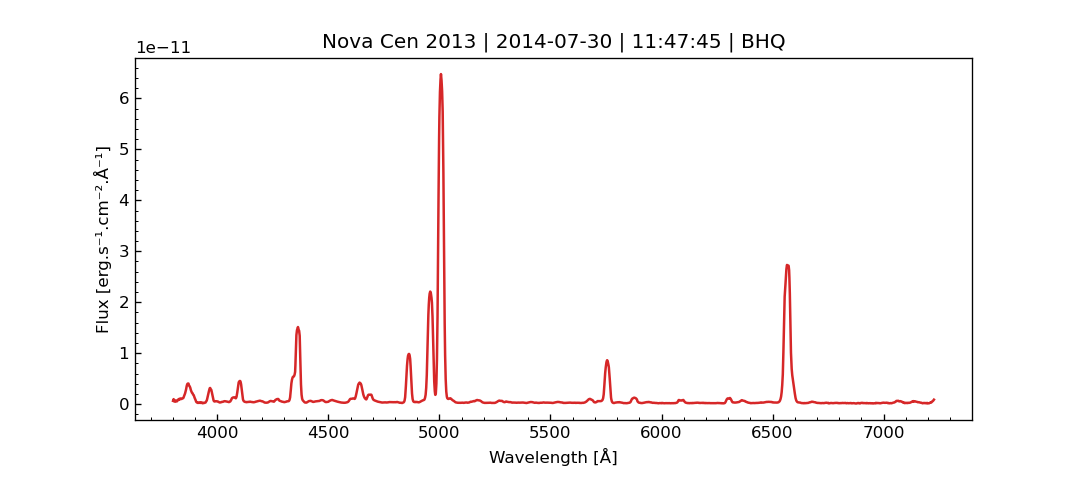 Nova Cen 2013 | 2014-07-30 | 11:47:45 | BHQ
1e−11
Flux [erg.s⁻¹.cm⁻².Å⁻¹]
6
5
4
3
2
1
0
4000 4500 5000 5500 6000 6500 7000
Wavelength [Å]